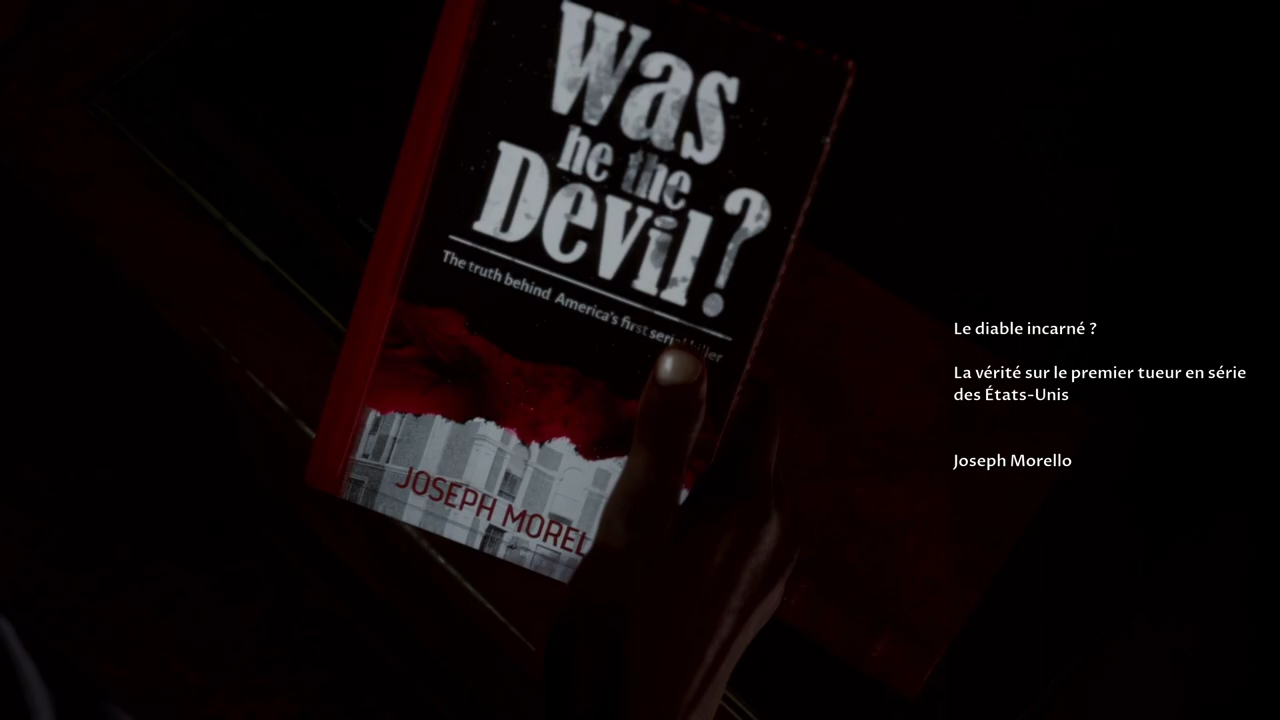 Was
he the
Devil?
The truth behind America's first serial killer
JOSEPH MOREL
Le diable incarné ?
La vérité sur le premier tueur en série
des États-Unis
Joseph Morello